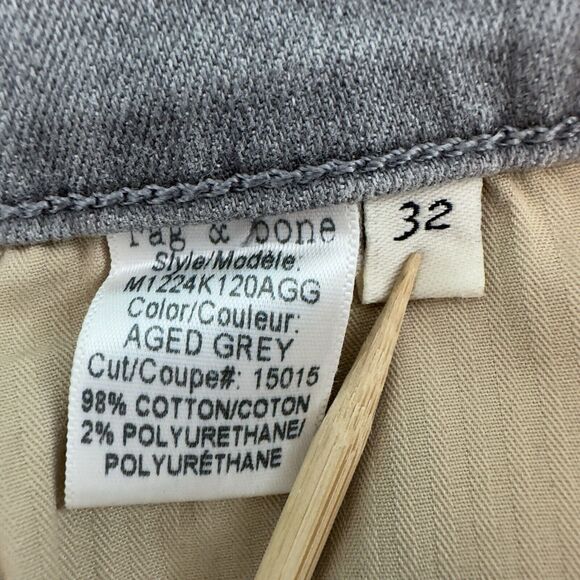 rag & bone
Style/Modèle:
M1224K120AGG
Color/Couleur:
AGED GREY
Cut/Coupe#: 15015
98% COTTON/COTON
2% POLYURETHANE/
POLYURÉTHANE
32